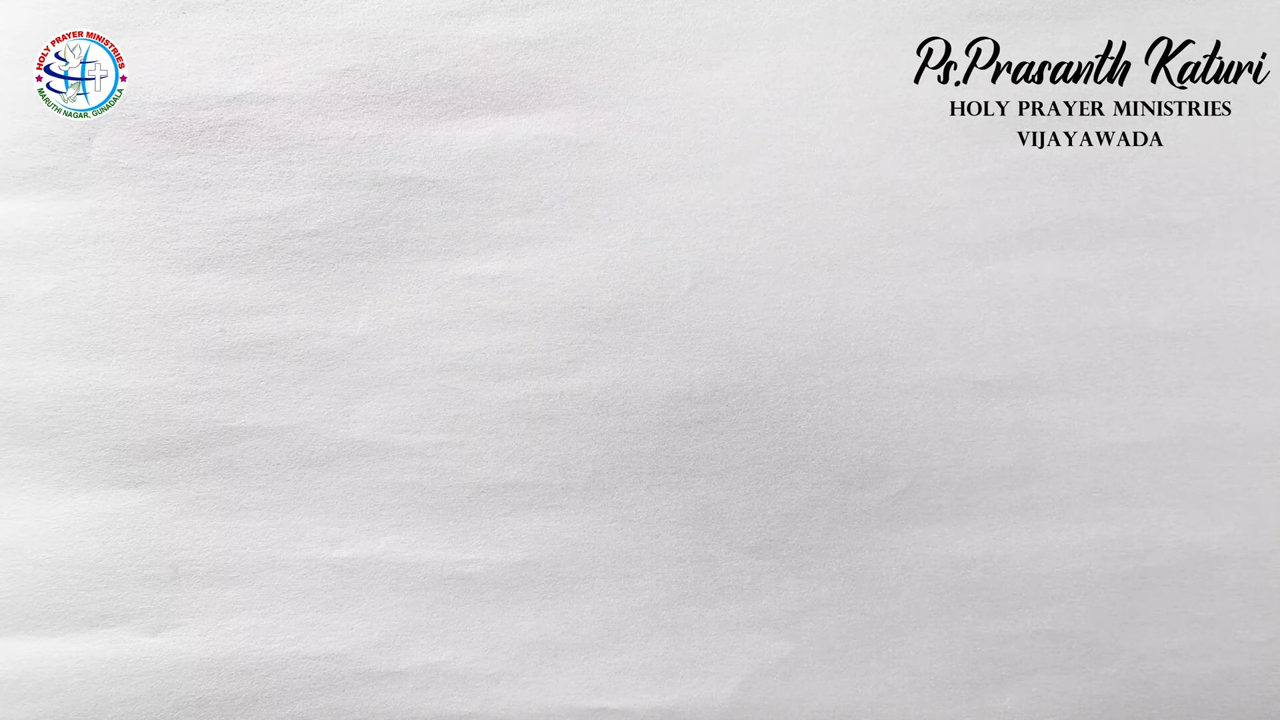 HOLY PRAYER MINISTRIES
MARUTHI NAGAR, GUNADALA
Ps.Prasanth Katuri
HOLY PRAYER MINISTRIES
VIJAYAWADA